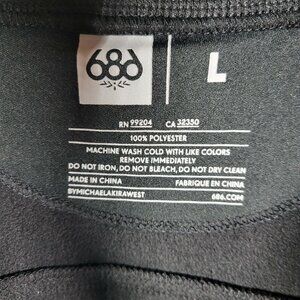 686 L
RN 99204 CA 32350
100% POLYESTER
MACHINE WASH COLD WITH LIKE COLORS
REMOVE IMMEDIATELY
DO NOT IRON, DO NOT BLEACH, DO NOT DRY CLEAN
MADE IN CHINA FABRIQUE EN CHINA
BYMICHAELAKIRAWEST 686.COM